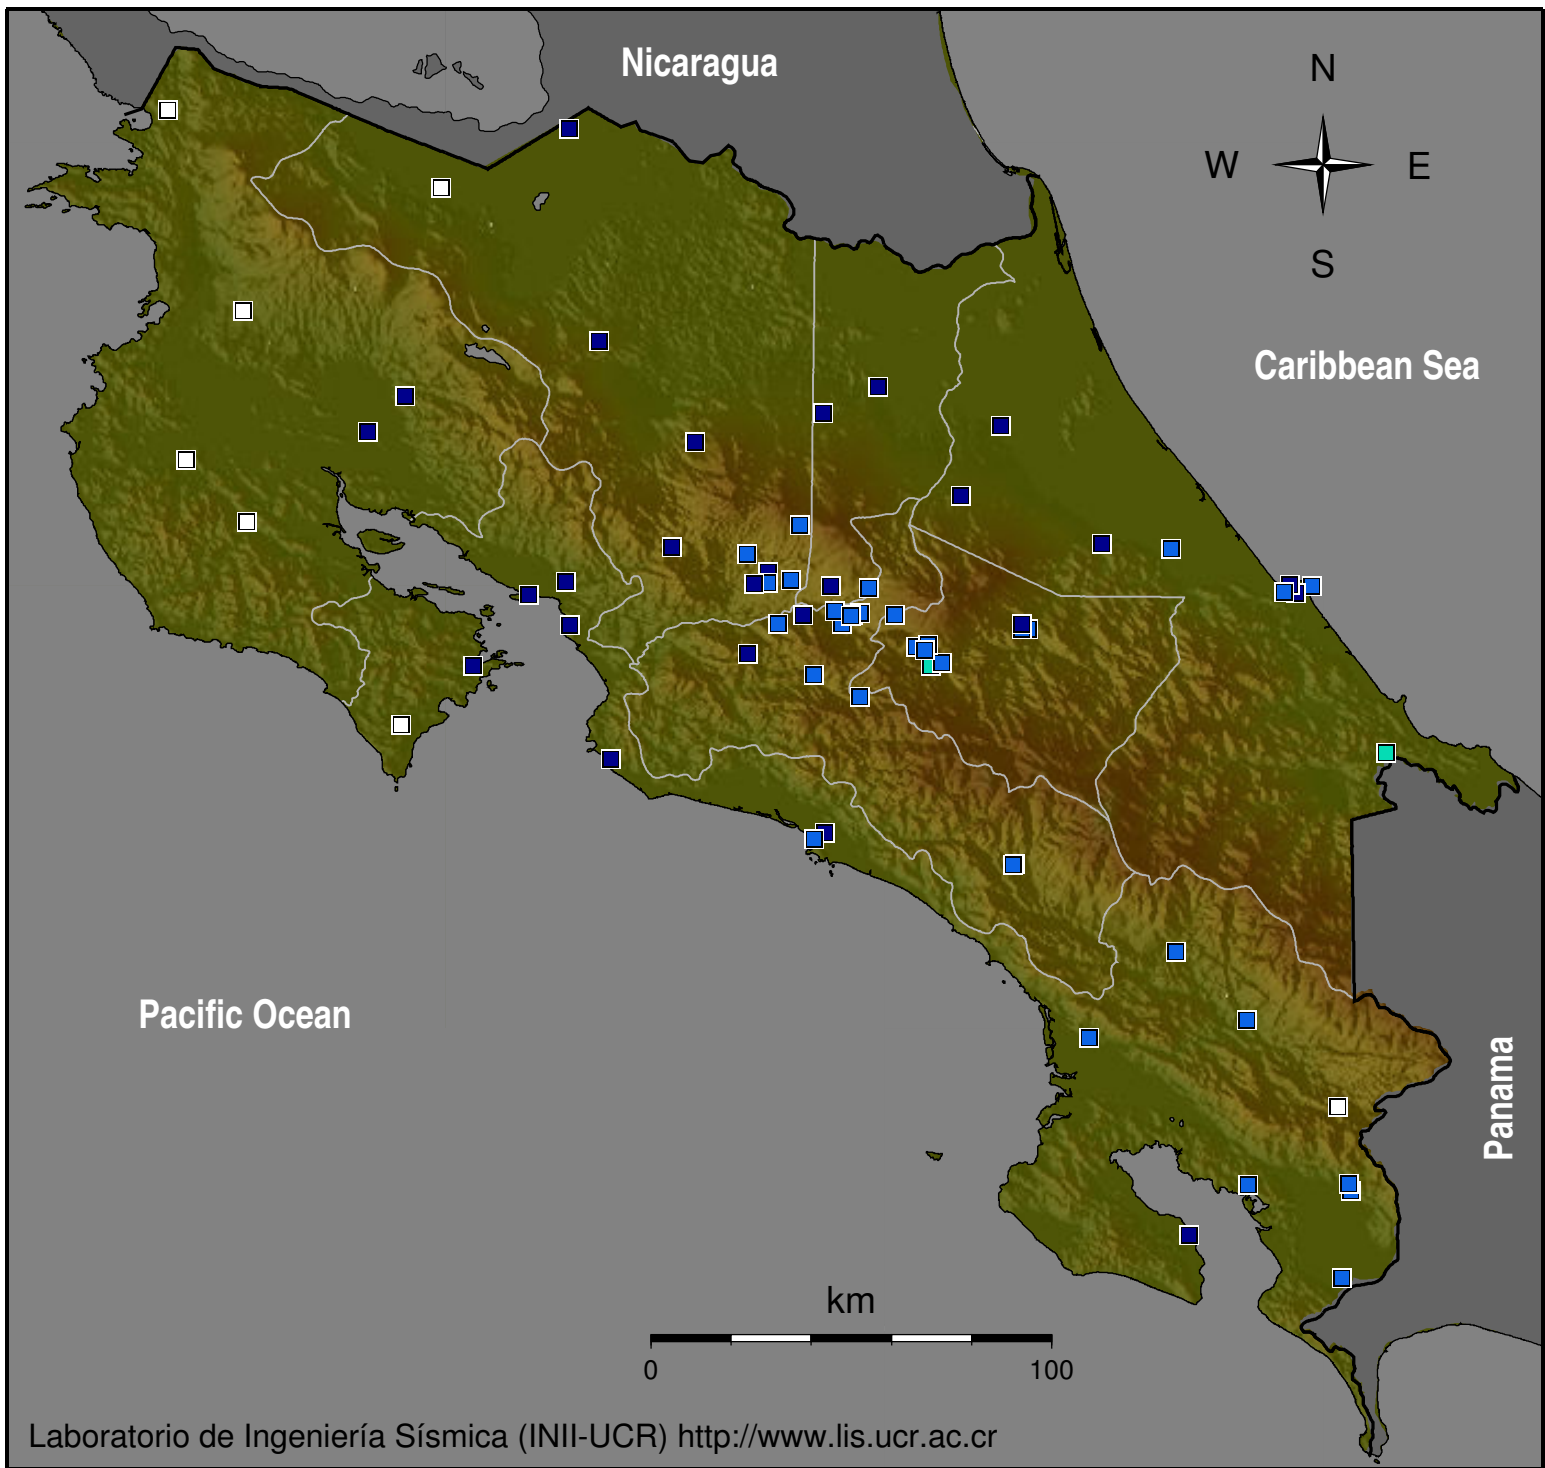 Nicaragua
N
W
E
S
Caribbean Sea
Pacific Ocean
Panama
km
0
100
Laboratorio de Ingeniería Sísmica (INII-UCR) http://www.lis.ucr.ac.cr